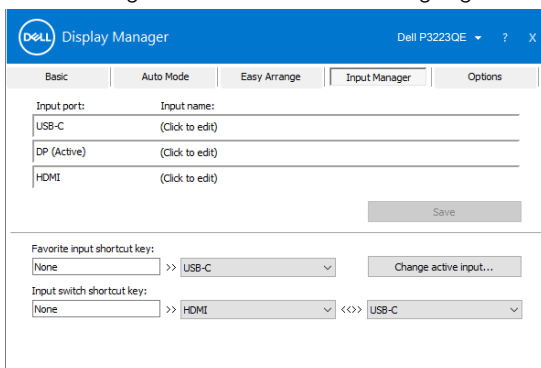 DELL Display Manager Dell P3223QE ? X
Basic Auto Mode Easy Arrange Input Manager Options
Input port: Input name:
USB-C (Click to edit)
DP (Active) (Click to edit)
HDMI (Click to edit)
Save
Favorite input shortcut key:
None >> USB-C Change active input...
Input switch shortcut key:
None >> HDMI <<>> USB-C